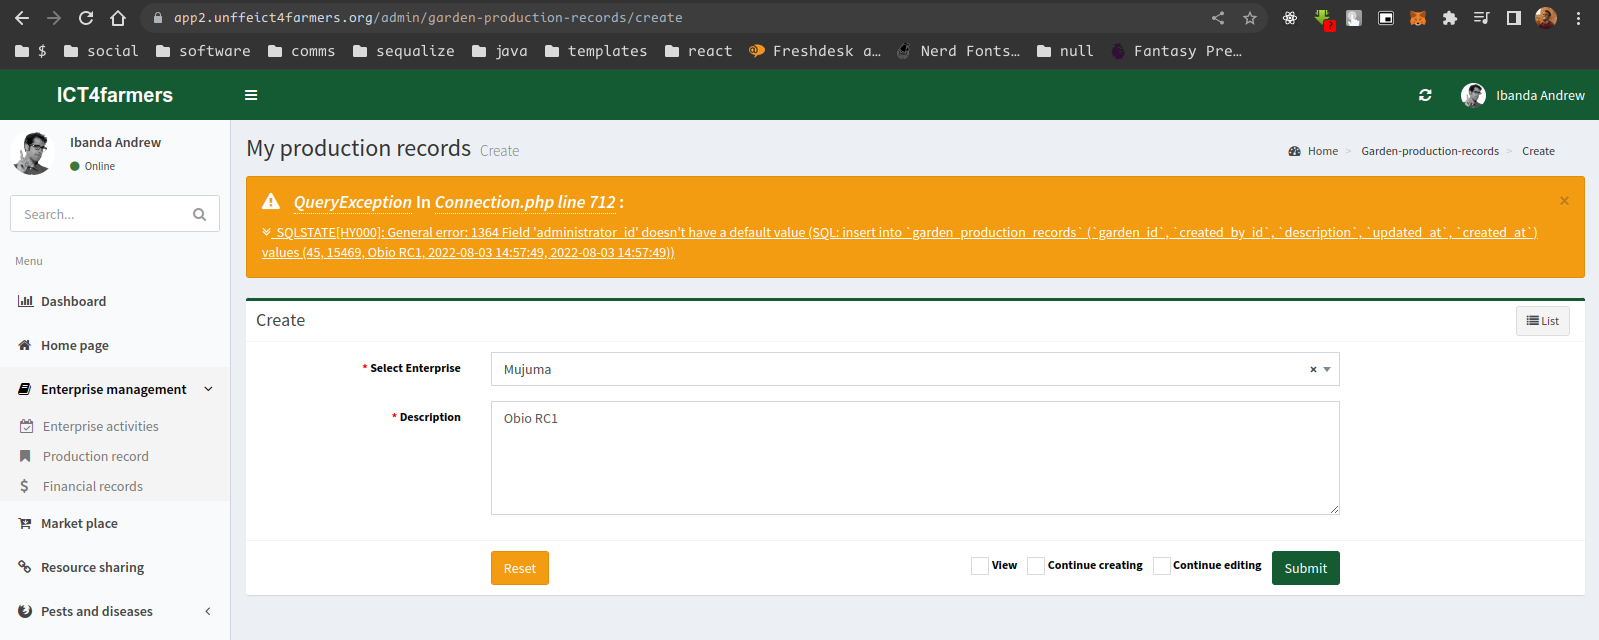 app2.unffeict4farmers.org/admin/garden-production-records/create
$ social software comms sequalize java templates react Freshdesk a… Nerd Fonts… null Fantasy Pre…
ICT4farmers
Ibanda Andrew
Ibanda Andrew
Online
Search...
Menu
Dashboard
Home page
Enterprise management
Enterprise activities
Production record
Financial records
Market place
Resource sharing
Pests and diseases
My production records Create
Home > Garden-production-records > Create
QueryException In Connection.php line 712 :
×
SQLSTATE[HY000]: General error: 1364 Field 'administrator_id' doesn't have a default value (SQL: insert into `garden_production_records` (`garden_id`, `created_by_id`, `description`, `updated_at`, `created_at`)
values (45, 15469, Obio RC1, 2022-08-03 14:57:49, 2022-08-03 14:57:49))
Create
List
* Select Enterprise
Mujuma
×
* Description
Obio RC1
Reset
View Continue creating Continue editing Submit